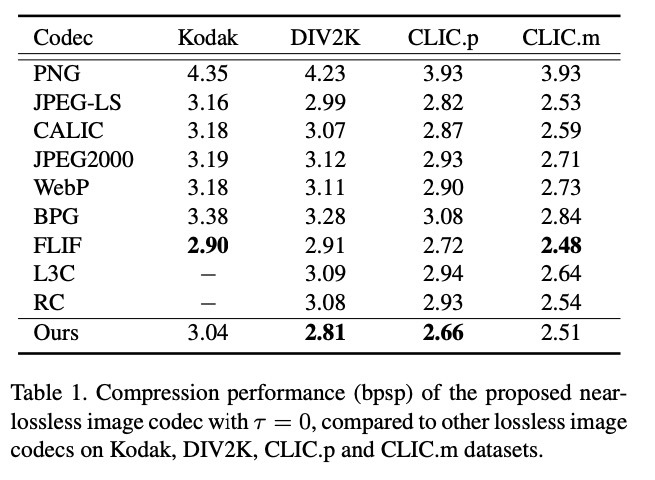 Codec Kodak DIV2K CLIC.p CLIC.m
PNG 4.35 4.23 3.93 3.93
JPEG-LS 3.16 2.99 2.82 2.53
CALIC 3.18 3.07 2.87 2.59
JPEG2000 3.19 3.12 2.93 2.71
WebP 3.18 3.11 2.90 2.73
BPG 3.38 3.28 3.08 2.84
FLIF 2.90 2.91 2.72 2.48
L3C – 3.09 2.94 2.64
RC – 3.08 2.93 2.54
Ours 3.04 2.81 2.66 2.51
Table 1. Compression performance (bpsp) of the proposed near-
lossless image codec with τ = 0, compared to other lossless image
codecs on Kodak, DIV2K, CLIC.p and CLIC.m datasets.